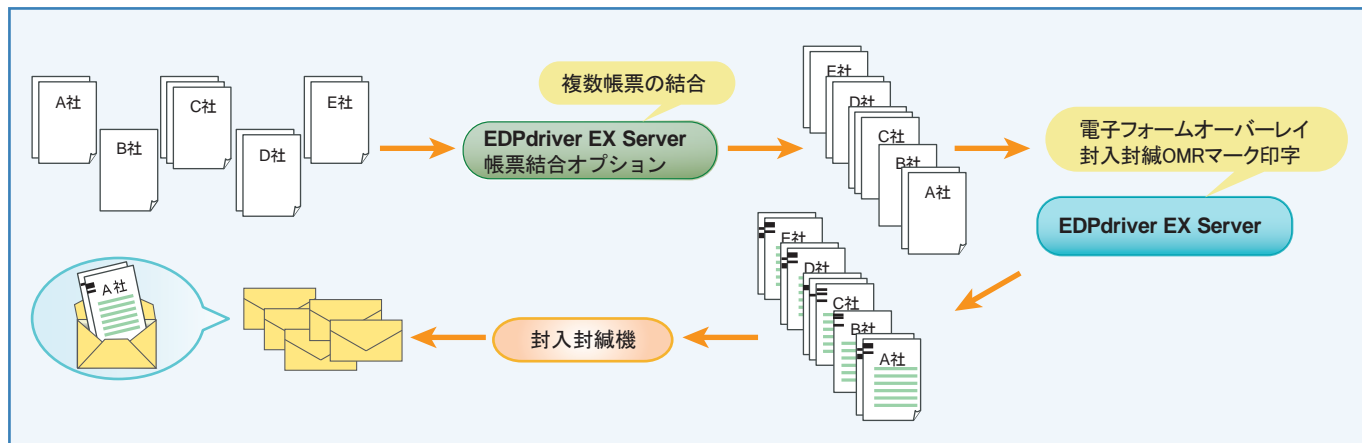 A社
B社
C社
D社
E社
複数帳票の結合
EDPdriver EX Server
帳票結合オプション
E社
D社
C社
B社
A社
電子フォームオーバーレイ
封入封緘OMRマーク印字
EDPdriver EX Server
E社
D社
C社
B社
A社
封入封緘機
A社